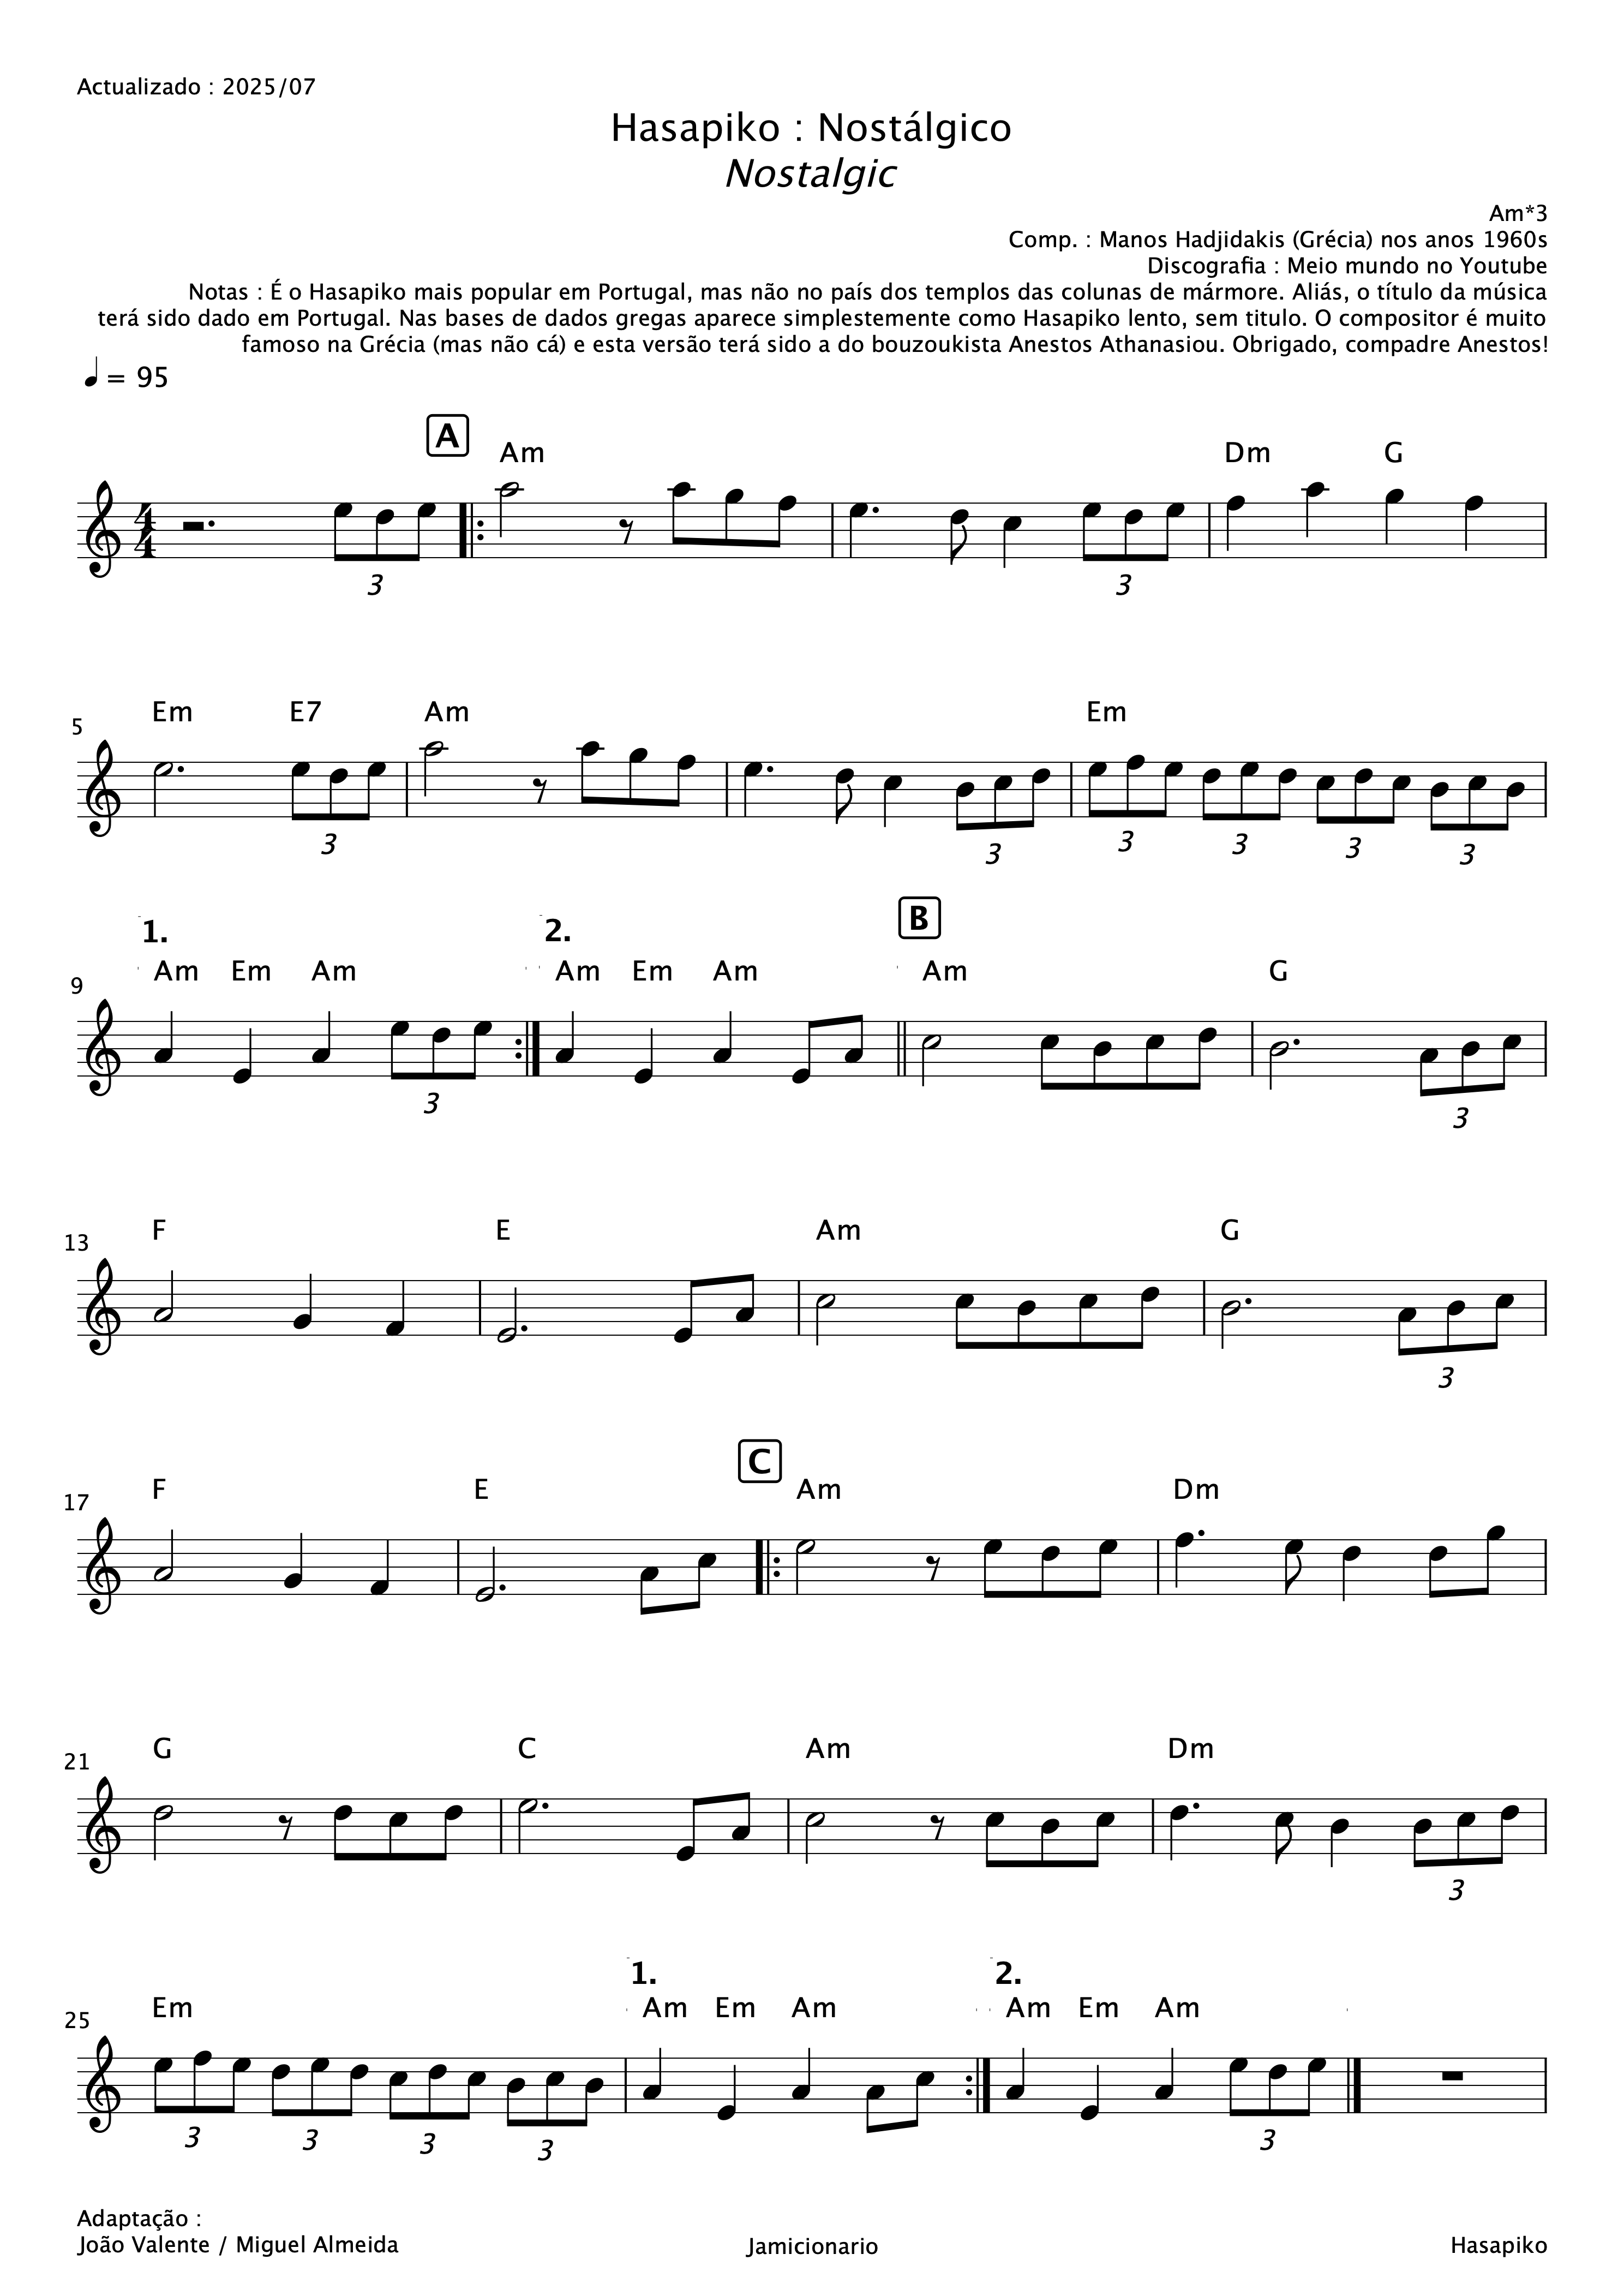 Actualizado : 2025/07
Hasapiko : Nostálgico
Nostalgic
Am*3
Comp. : Manos Hadjidakis (Grécia) nos anos 1960s
Discografia : Meio mundo no Youtube
Notas : É o Hasapiko mais popular em Portugal, mas não no país dos templos das colunas de mármore. Aliás, o título da música
terá sido dado em Portugal. Nas bases de dados gregas aparece simplestemente como Hasapiko lento, sem titulo. O compositor é muito
famoso na Grécia (mas não cá) e esta versão terá sido a do bouzoukista Anestos Athanasiou. Obrigado, compadre Anestos!
= 95
A
Am Dm G
4
4
3 3
Em E7 Am Em
5
3 3 3 3 3 3
1. 2. B
Am Em Am Am Em Am Am G
9
3 3
F E Am G
13
3
C
F E Am Dm
17
G C Am Dm
21
3
1. 2.
Em Am Em Am Am Em Am
25
3 3 3 3 3
Adaptação :
João Valente / Miguel Almeida Jamicionario Hasapiko